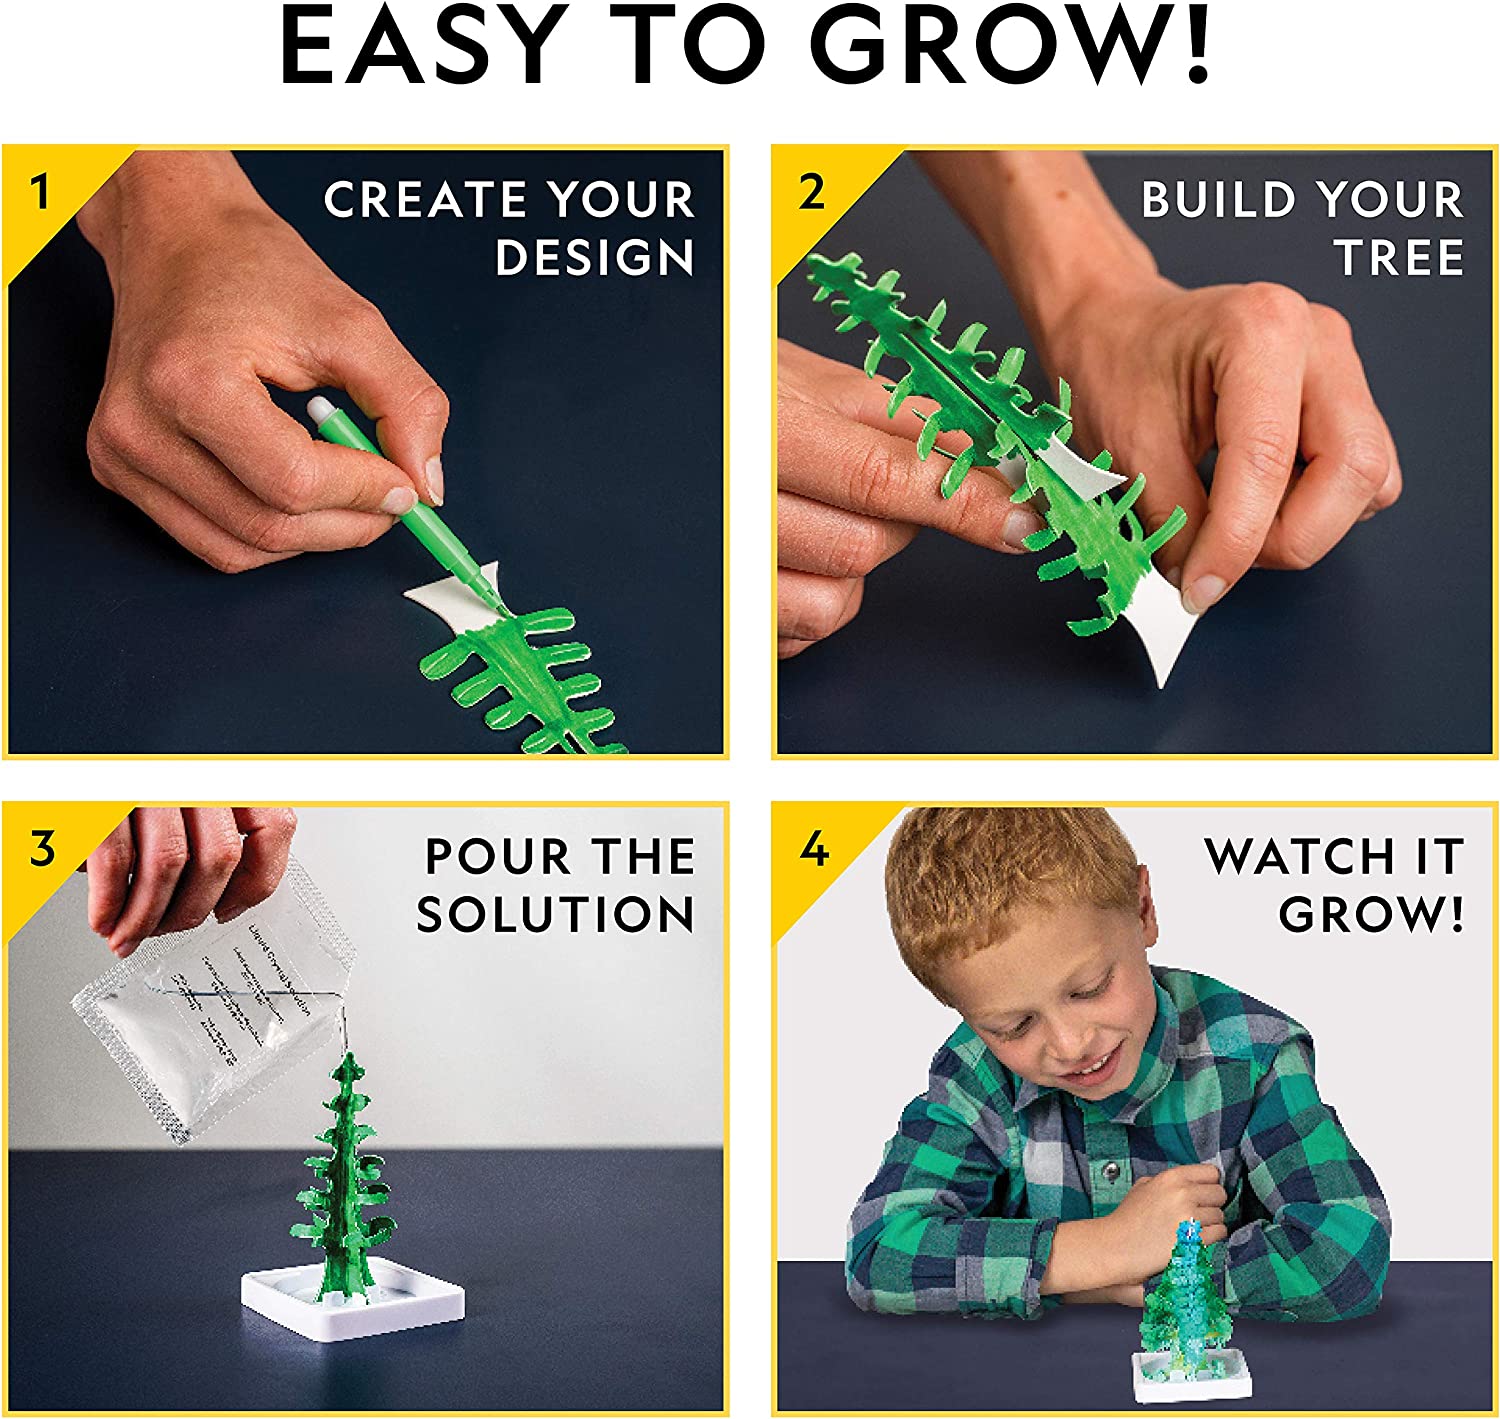 EASY TO GROW!
1
CREATE YOUR
DESIGN
2
BUILD YOUR
TREE
3
POUR THE
SOLUTION
Liquid Crystal Solution
4
WATCH IT
GROW!